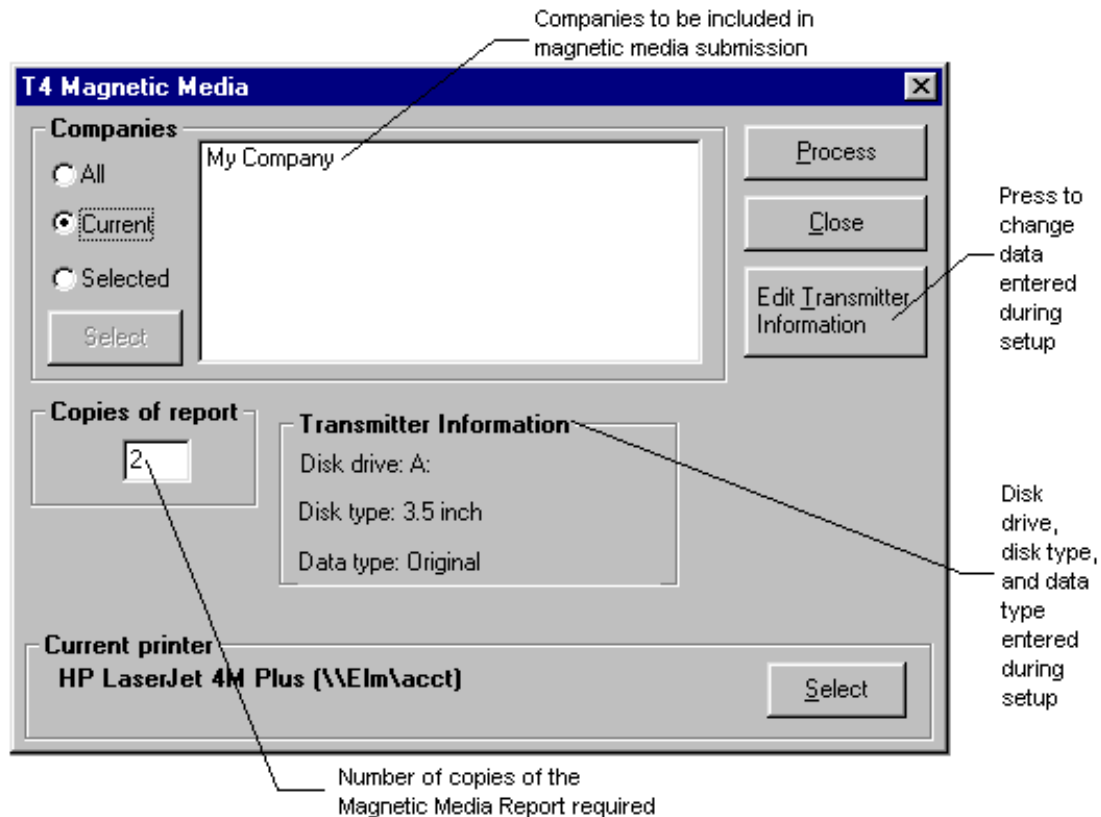 Companies to be included in
magnetic media submission
T4 Magnetic Media
Companies
All
Current
Selected
Select
My Company
Process
Close
Edit Transmitter
Information
Press to
change
data
entered
during
setup
Copies of report
2
Transmitter Information
Disk drive: A:
Disk type: 3.5 inch
Data type: Original
Disk
drive,
disk type,
and data
type
entered
during
setup
Current printer
HP LaserJet 4M Plus (\\Elm\acct)
Select
Number of copies of the
Magnetic Media Report required